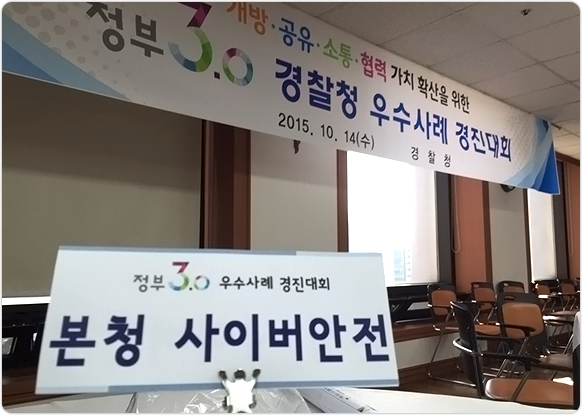 정부3.0 개방·공유·소통·협력 가치 확산을 위한
경찰청 우수사례 경진대회
2015. 10. 14(수) 경 찰 청
정부3.0 우수사례 경진대회
본청 사이버안전